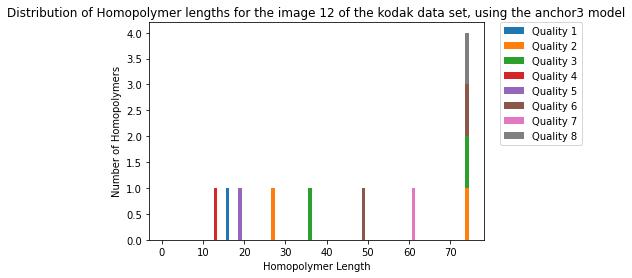 Distribution of Homopolymer lengths for the image 12 of the kodak data set, using the anchor3 model
Number of Homopolymers
4.0
3.5
3.0
2.5
2.0
1.5
1.0
0.5
0.0
0 10 20 30 40 50 60 70
Homopolymer Length
Quality 1
Quality 2
Quality 3
Quality 4
Quality 5
Quality 6
Quality 7
Quality 8